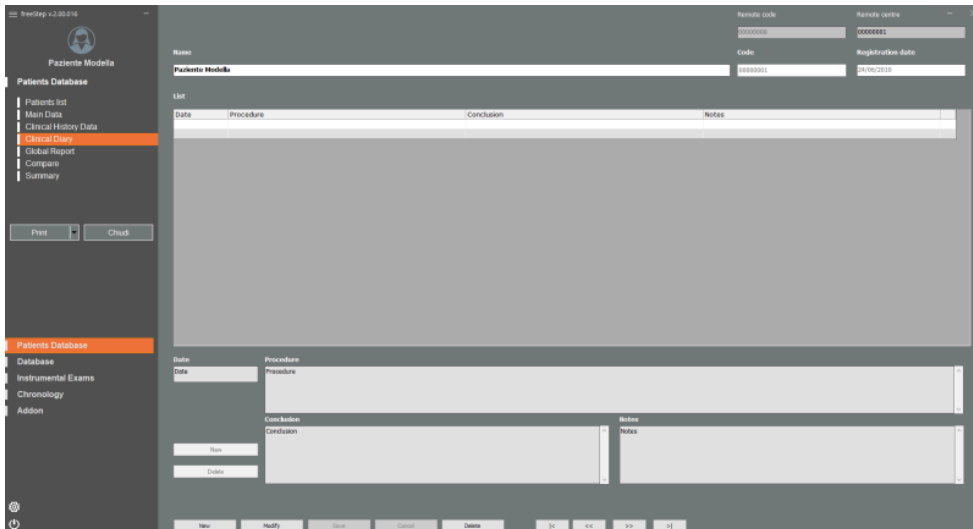 freeStep v.2.00.016
Paziente Modella
Patients Database
Patients list
Main Data
Clinical History Data
Clinical Diary
Global Report
Compare
Summary
Print
Chiudi
Patients Database
Database
Instrumental Exams
Chronology
Addon
Remote code
Remote centre
00000000
00000001
Name
Code
Registration date
Paziente Modella
00000001
24/06/2010
List
Date
Procedure
Conclusion
Notes
Date
Procedure
Date
Procedure
Conclusion
Notes
Conclusion
Notes
New
Delete
New
Modify
Save
Cancel
Delete
|<
<<
>>
>|